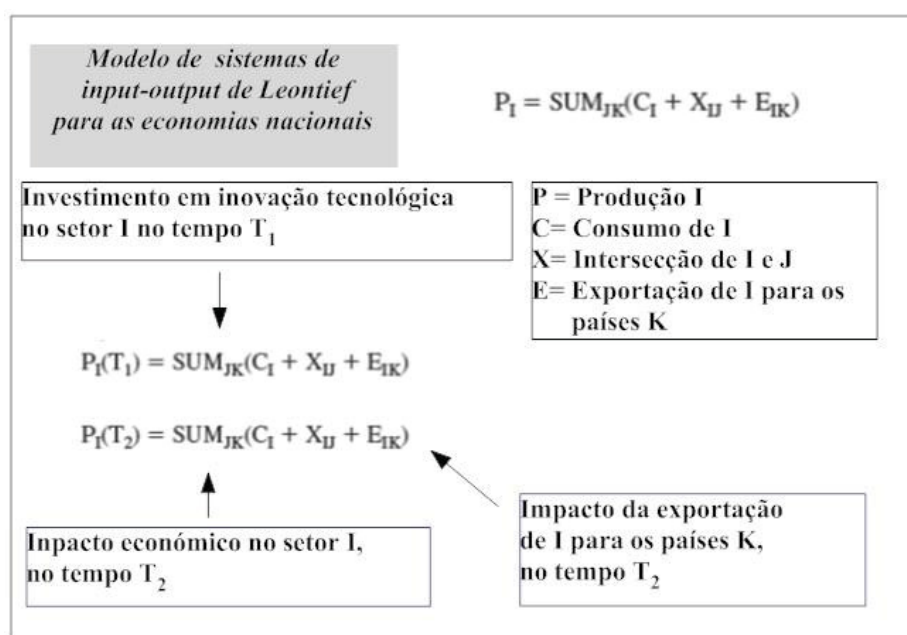 Modelo de sistemas de
input-output de Leontief
para as economias nacionais
P_I = SUM_JK(C_I + X_IJ + E_IK)
Investimento em inovação tecnológica
no setor I no tempo T_1
P = Produção I
C= Consumo de I
X= Intersecção de I e J
E= Exportação de I para os
países K
P_I(T_1) = SUM_JK(C_I + X_IJ + E_IK)
P_I(T_2) = SUM_JK(C_I + X_IJ + E_IK)
Inpacto económico no setor I,
no tempo T_2
Impacto da exportação
de I para os países K,
no tempo T_2